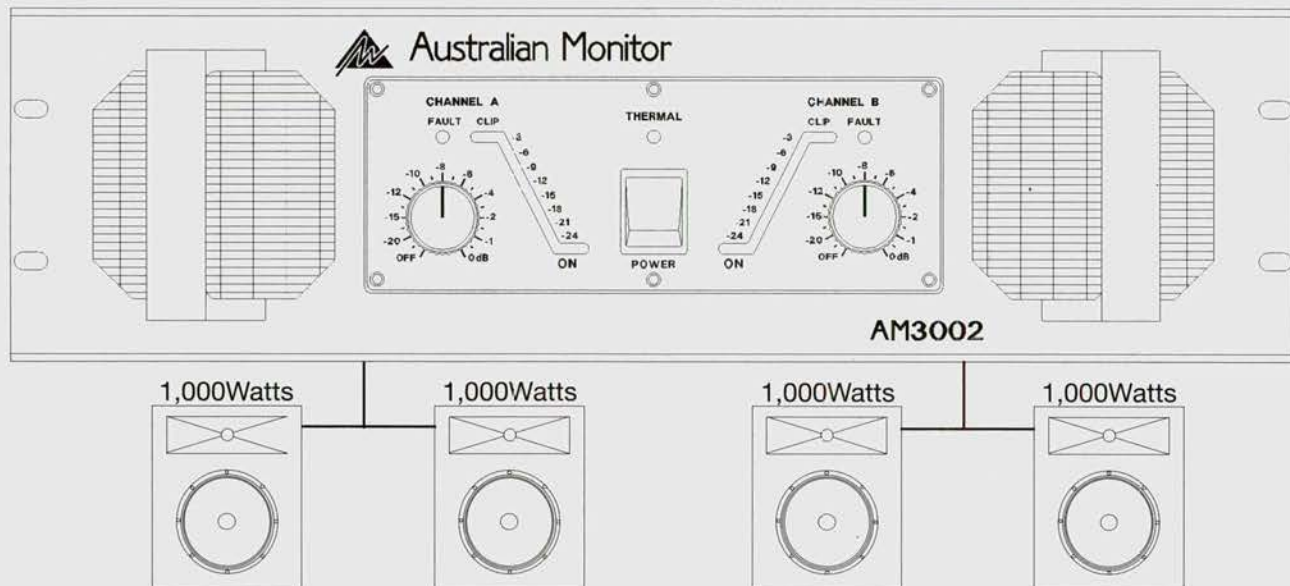 Australian Monitor
CHANNEL A
FAULT CLIP
-3
-6
-9
-12
-15
-18
-21
-24
ON
-8
-10
-6
-12
-4
-15
-2
-20
-1
OFF
0dB
THERMAL
POWER
CHANNEL B
CLIP FAULT
-3
-6
-9
-12
-15
-18
-21
-24
ON
-8
-10
-6
-12
-4
-15
-2
-20
-1
OFF
0dB
AM3002
1,000Watts
1,000Watts
1,000Watts
1,000Watts